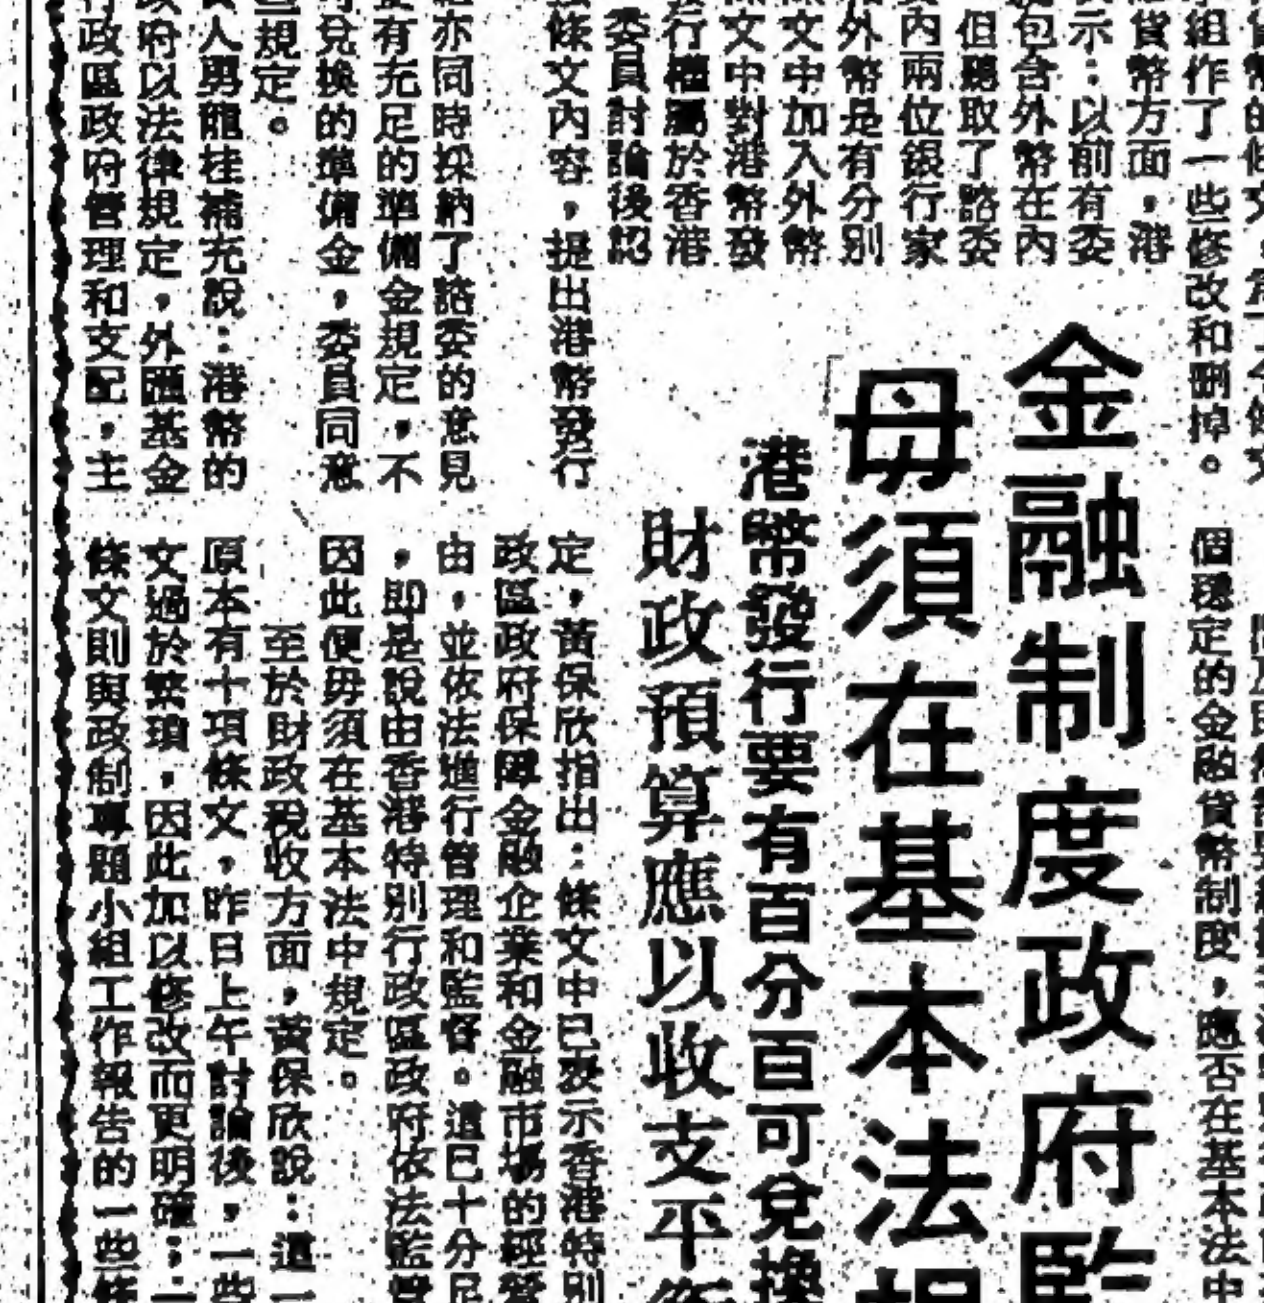 金融制度政府監
毋須在基本法規
港幣發行要有百分百可兌換
財政預算應以收支平衡
組作了一些修改和刪掉。
貨幣方面，港
示：以前有委
包含外幣在內
但聽取了諮委
內兩位銀行家
外幣是有分別
文中加入外幣
文中對港幣發
行權屬於香港
委員討論後認
條文內容，提出港幣發行
亦同時採納了諮委的意見
有充足的準備金規定，不
兌換的準備金，委員同意
些規定。
人勇龍桂補充說：港幣的
政府以法律規定，外匯基金
政區政府管理和支配，主
個穩定的金融貨幣制度，應否在基本法中
定，黃保欣指出：條文中已表示香港特別
政區政府保障金融企業和金融市場的經營
由，並依法進行管理和監督。這已十分足
，即是說由香港特別行政區政府依法監督
因此便毋須在基本法中規定。
至於財政稅收方面，黃保欣說：這一
原本有十項條文，昨日上午討論後，一些
文過於繁瑣，因此加以修改而更明確；一
條文則與政制專題小組工作報告的一些條